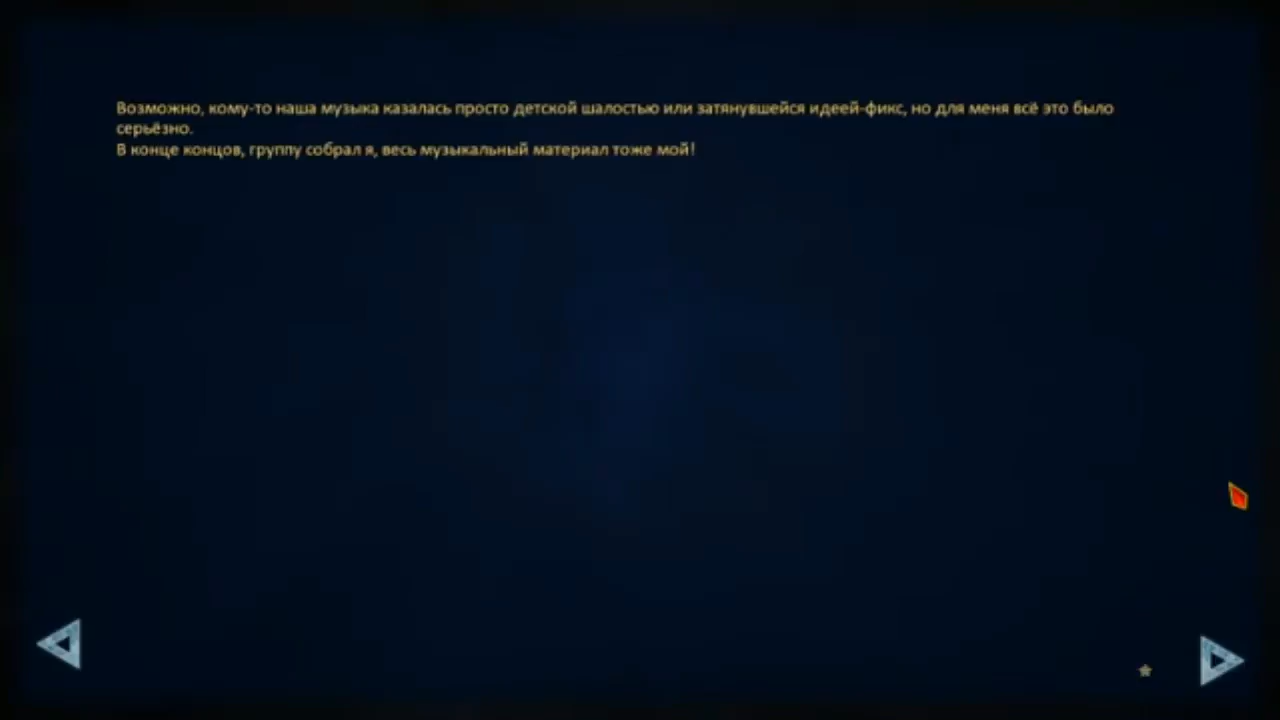 Возможно, кому-то наша музыка казалась просто детской шалостью или затянувшейся идеей-фикс, но для меня всё это было
серьёзно.
В конце концов, группу собрал я, весь музыкальный материал тоже мой!